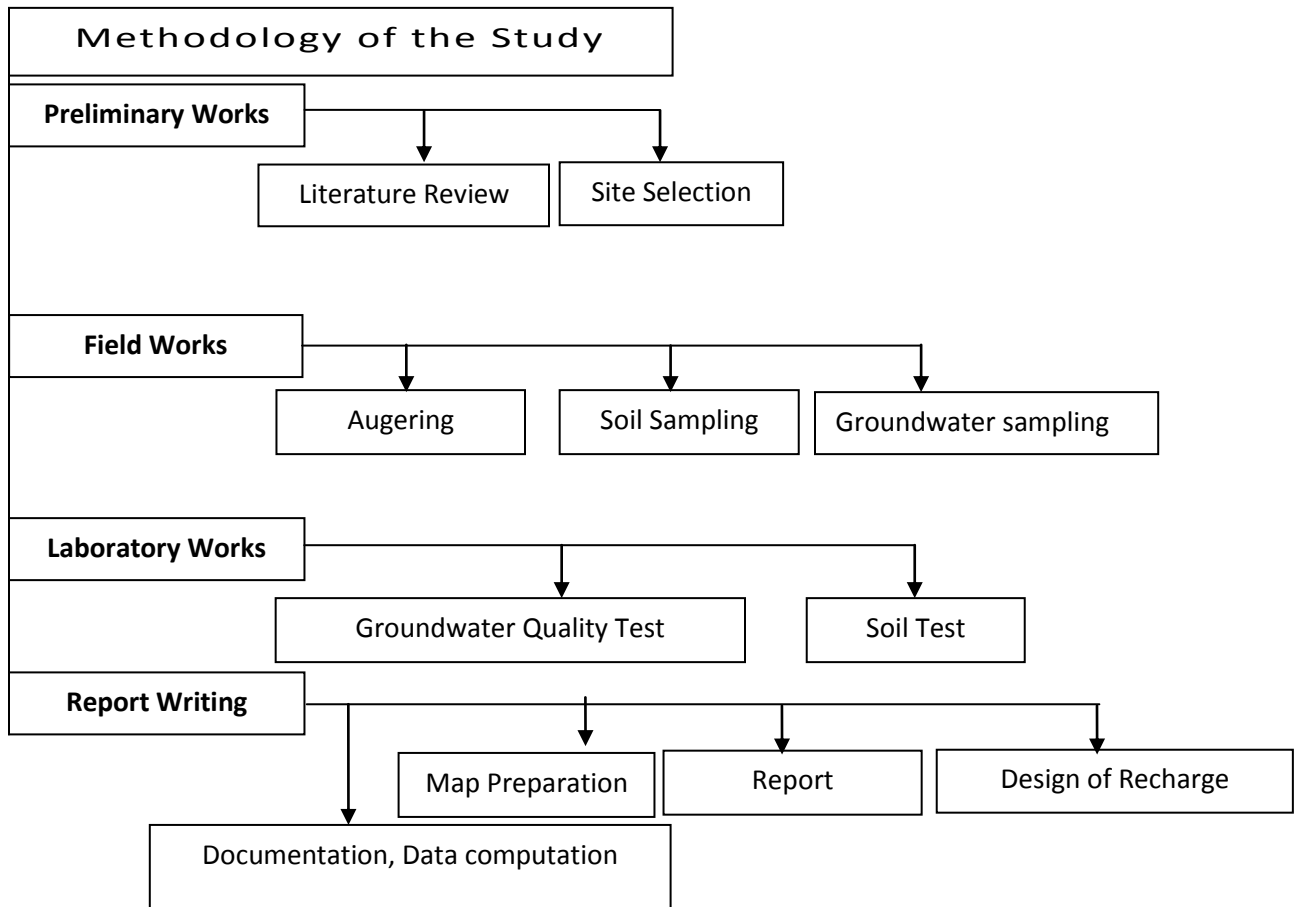 Methodology of the Study
Preliminary Works
Literature Review
Site Selection
Field Works
Augering
Soil Sampling
Groundwater sampling
Laboratory Works
Groundwater Quality Test
Soil Test
Report Writing
Map Preparation
Report
Design of Recharge
Documentation, Data computation